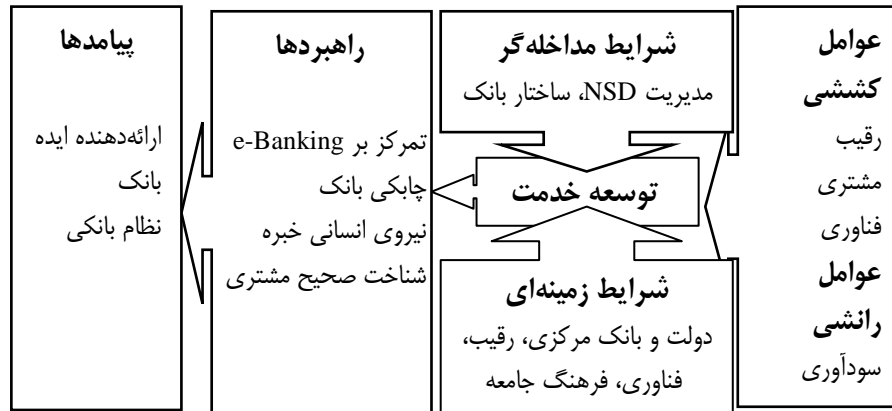 عوامل
کششی
رقیب
مشتری
فناوری
عوامل
رانشی
سودآوری
شرایط مداخله‌گر
مدیریت NSD، ساختار بانک
توسعه خدمت
شرایط زمینه‌ای
دولت و بانک مرکزی، رقیب،
فناوری، فرهنگ جامعه
راهبردها
تمرکز بر e-Banking
چابکی بانک
نیروی انسانی خبره
شناخت صحیح مشتری
پیامدها
ارائه‌دهنده ایده
بانک
نظام بانکی